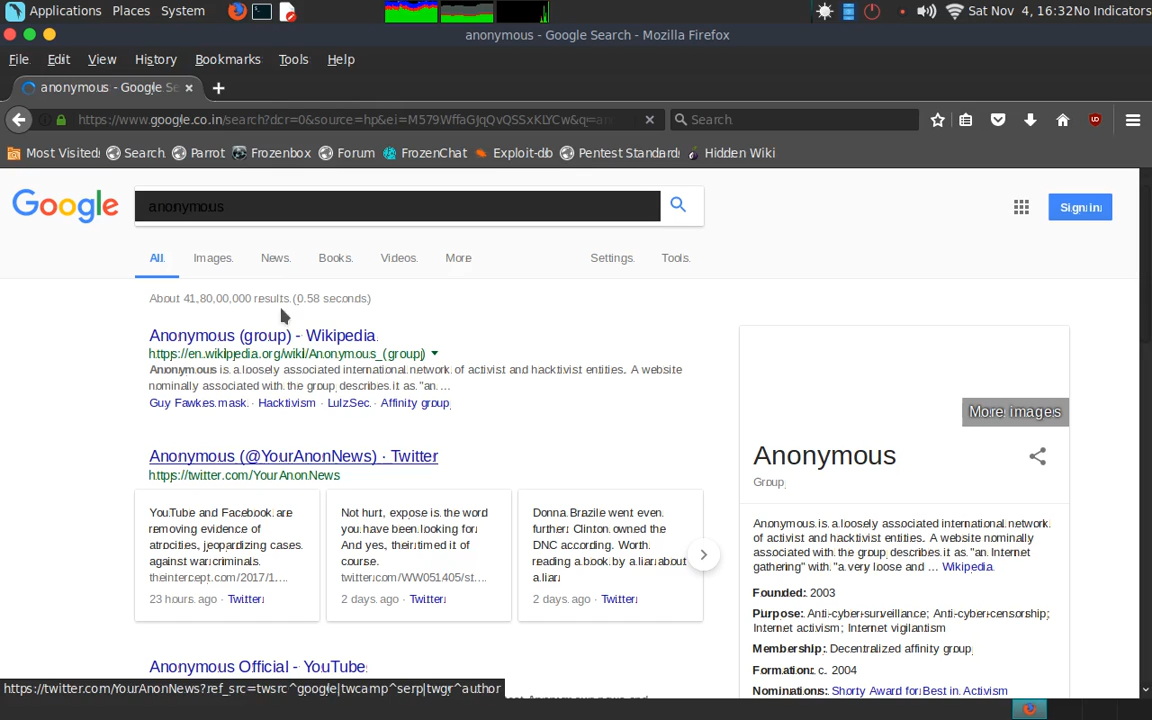 Applications Places System
Sat Nov 4, 16:32 No Indicators
anonymous - Google Search - Mozilla Firefox
File Edit View History Bookmarks Tools Help
anonymous - Google Se
https://www.google.co.in/search?dcr=0&source=hp&ei=M579WffaGJqQvQSSxKLYCw&q=an
Search
Most Visited Search Parrot Frozenbox Forum FrozenChat Exploit-db Pentest Standard Hidden Wiki
Google
anonymous
Sign in
All Images News Books Videos More Settings Tools
About 41,80,00,000 results (0.58 seconds)
Anonymous (group) - Wikipedia
https://en.wikipedia.org/wiki/Anonymous_(group)
Anonymous is a loosely associated international network of activist and hacktivist entities. A website
nominally associated with the group describes it as "an ...
Guy Fawkes mask · Hacktivism · LulzSec · Affinity group
Anonymous (@YourAnonNews) · Twitter
https://twitter.com/YourAnonNews
YouTube and Facebook are
removing evidence of
atrocities, jeopardizing cases
against war criminals.
theintercept.com/2017/1...
23 hours ago · Twitter
Not hurt, expose is the word
you have been looking for.
And yes, their timed it of
course.
twitter.com/WW051405/st...
2 days ago · Twitter
Donna Brazile went even
further: Clinton owned the
DNC according. Worth
reading a book by a liar about
a liar.
2 days ago · Twitter
Anonymous Official - YouTube
https://twitter.com/YourAnonNews?ref_src=twsrc^google|twcamp^serp|twgr^author
More images
Anonymous
Group
Anonymous is a loosely associated international network
of activist and hacktivist entities. A website nominally
associated with the group describes it as "an Internet
gathering" with "a very loose and ... Wikipedia
Founded: 2003
Purpose: Anti-cyber-surveillance; Anti-cyber-censorship;
Internet activism; Internet vigilantism
Membership: Decentralized affinity group
Formation: c. 2004
Nominations: Shorty Award for Best in Activism